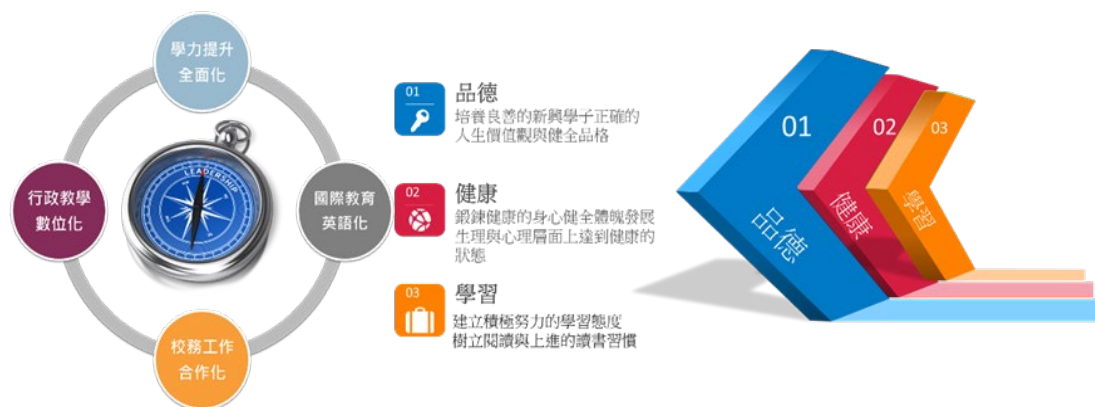 學力提升
全面化
行政教學
數位化
LEADERSHIP
國際教育
英語化
校務工作
合作化
01
品德
培養良善的新興學子正確的
人生價值觀與健全品格
02
健康
鍛鍊健康的身心健全體魄發展
生理與心理層面上達到健康的
狀態
03
學習
建立積極努力的學習態度
樹立閱讀與上進的讀書習慣
01
品德
02
健康
03
學習